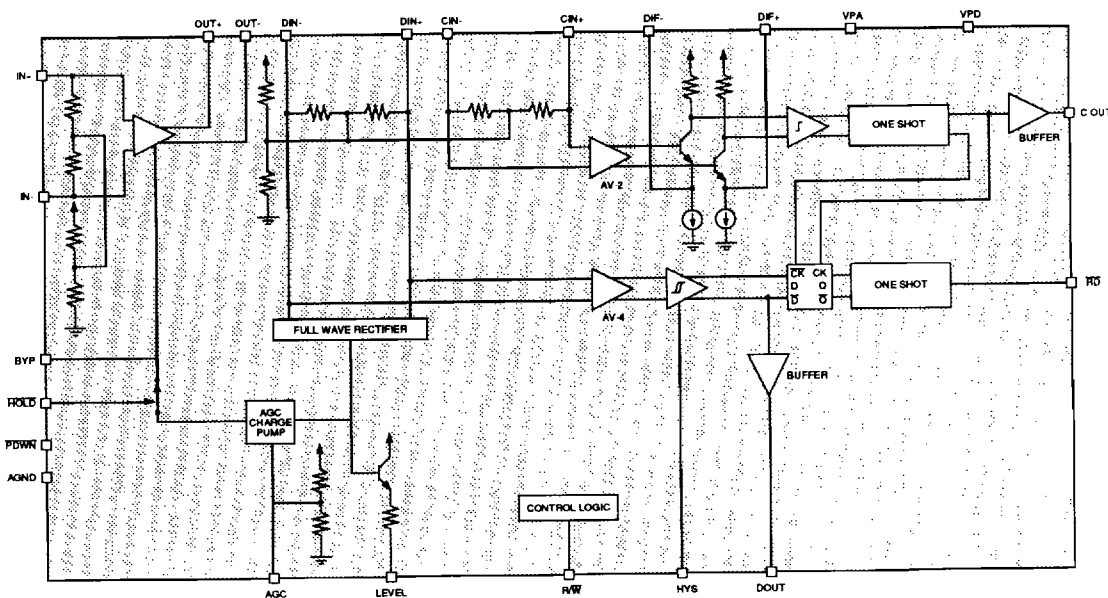 OUT+ OUT- DIN- DIN+ CIN- CIN+ DIF- DIF+ VPA VPD
IN+
IN-
C OUT
ONE SHOT
BUFFER
AV-2
CK CK
D Q
D Q
ONE SHOT
RD
AV-4
FULL WAVE RECTIFIER
BYP
BUFFER
HOLD
AGC
CHARGE
PUMP
PDWN
AGND
CONTROL LOGIC
AGC LEVEL R/W HYS DOUT